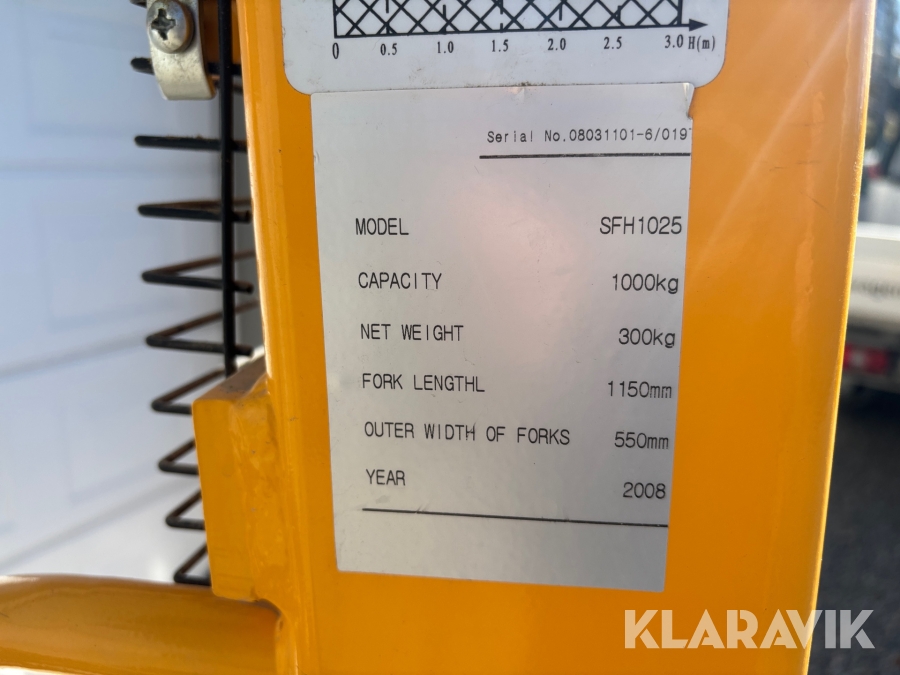 0 0.5 1.0 1.5 2.0 2.5 3.0 H(m)
Serial No.08031101-6/0197
MODEL SFH1025
CAPACITY 1000kg
NET WEIGHT 300kg
FORK LENGTHL 1150mm
OUTER WIDTH OF FORKS 550mm
YEAR 2008
KLARAVIK